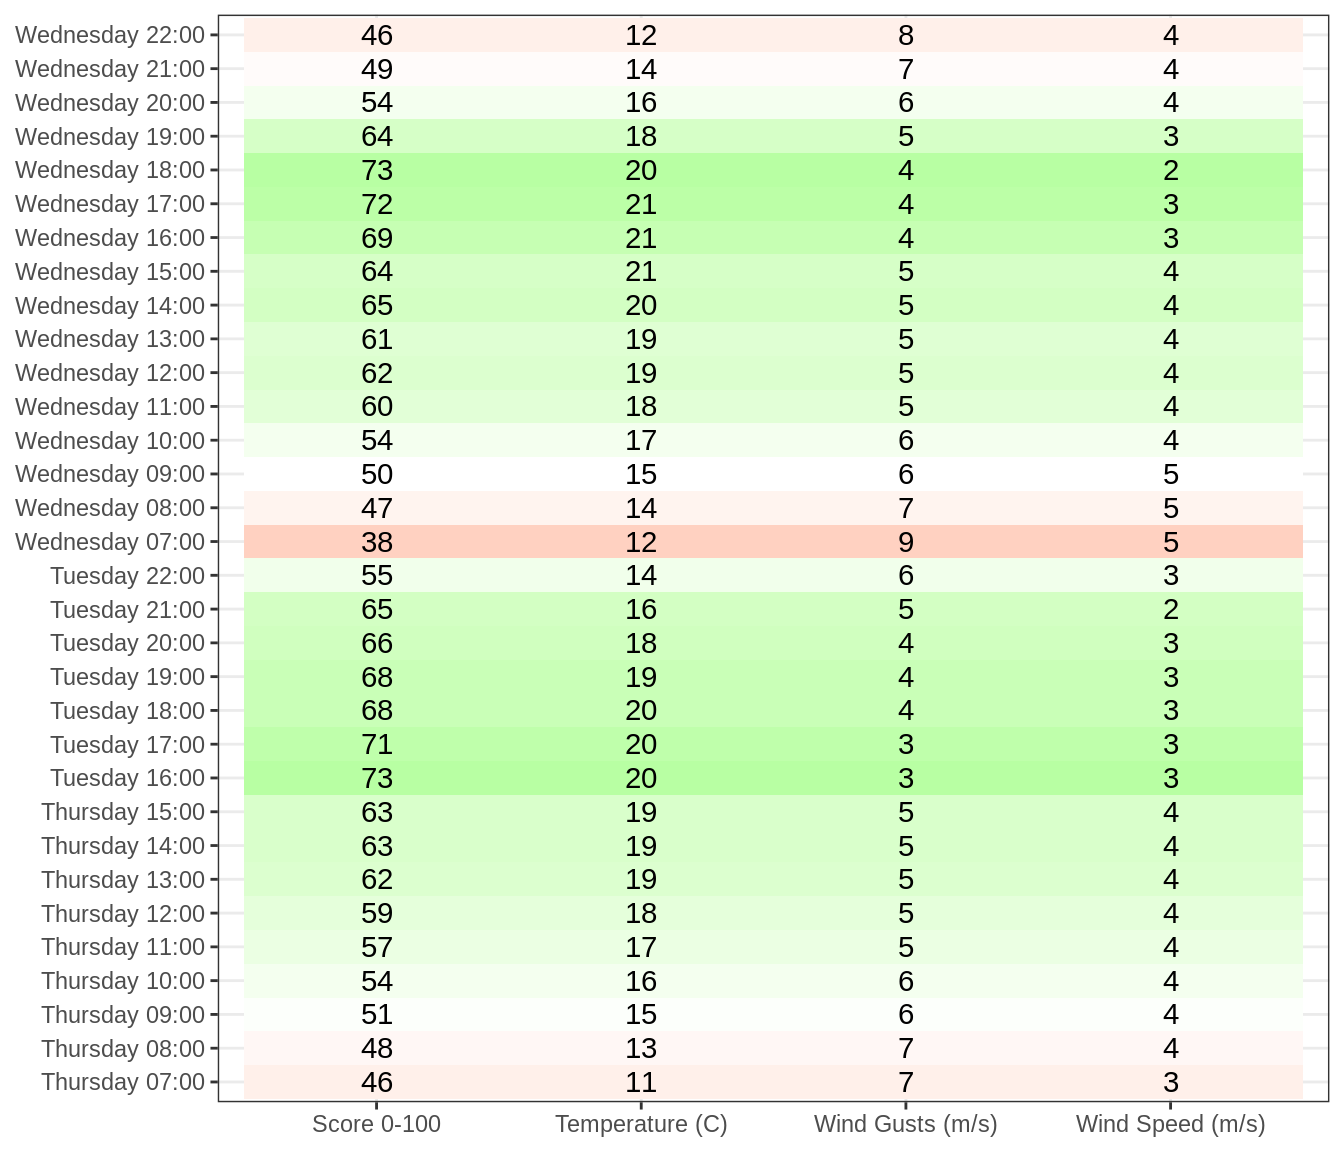 Wednesday 22:00 46 12 8 4
Wednesday 21:00 49 14 7 4
Wednesday 20:00 54 16 6 4
Wednesday 19:00 64 18 5 3
Wednesday 18:00 73 20 4 2
Wednesday 17:00 72 21 4 3
Wednesday 16:00 69 21 4 3
Wednesday 15:00 64 21 5 4
Wednesday 14:00 65 20 5 4
Wednesday 13:00 61 19 5 4
Wednesday 12:00 62 19 5 4
Wednesday 11:00 60 18 5 4
Wednesday 10:00 54 17 6 4
Wednesday 09:00 50 15 6 5
Wednesday 08:00 47 14 7 5
Wednesday 07:00 38 12 9 5
Tuesday 22:00 55 14 6 3
Tuesday 21:00 65 16 5 2
Tuesday 20:00 66 18 4 3
Tuesday 19:00 68 19 4 3
Tuesday 18:00 68 20 4 3
Tuesday 17:00 71 20 3 3
Tuesday 16:00 73 20 3 3
Thursday 15:00 63 19 5 4
Thursday 14:00 63 19 5 4
Thursday 13:00 62 19 5 4
Thursday 12:00 59 18 5 4
Thursday 11:00 57 17 5 4
Thursday 10:00 54 16 6 4
Thursday 09:00 51 15 6 4
Thursday 08:00 48 13 7 4
Thursday 07:00 46 11 7 3
Score 0-100 Temperature (C) Wind Gusts (m/s) Wind Speed (m/s)